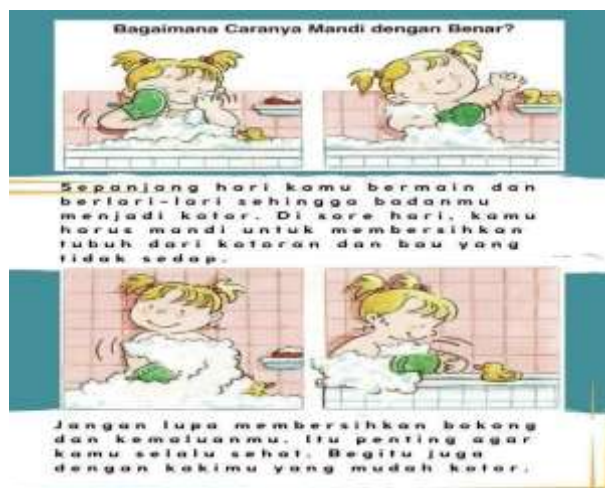 Bagaimana Caranya Mandi dengan Benar?
Sepanjang hari kamu bermain dan
berlari-lari sehingga badanmu
menjadi kotor. Di sore hari, kamu
harus mandi untuk membersihkan
tubuh dari kotoran dan bau yang
tidak sedap.
Jangan lupa membersihkan bokong
dan kemaluanmu. Itu penting agar
kamu selalu sehat. Begitu juga
dengan kakimu yang mudah kotor.